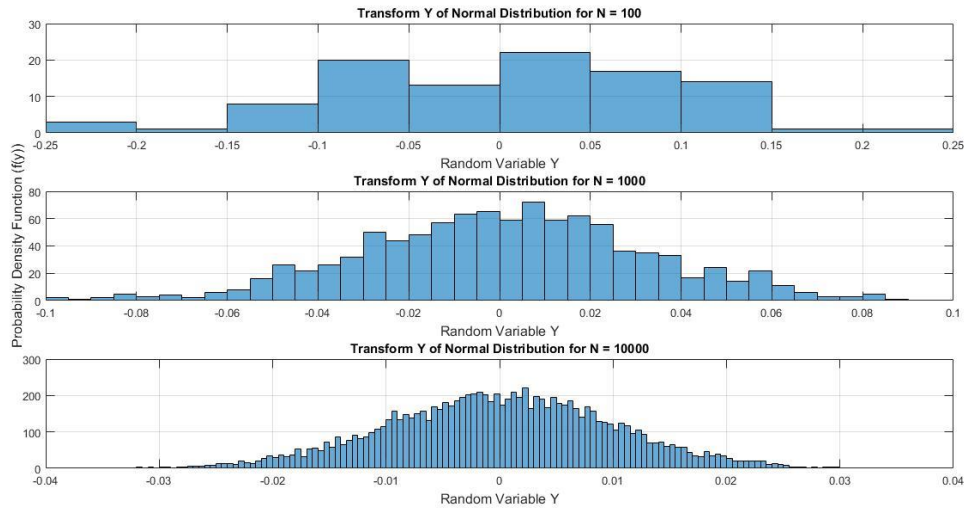 Transform Y of Normal Distribution for N = 100
30
20
10
0
-0.25 -0.2 -0.15 -0.1 -0.05 0 0.05 0.1 0.15 0.2 0.25
Random Variable Y
Probability Density Function (f(y))
Transform Y of Normal Distribution for N = 1000
80
60
40
20
0
-0.1 -0.08 -0.06 -0.04 -0.02 0 0.02 0.04 0.06 0.08 0.1
Random Variable Y
Transform Y of Normal Distribution for N = 10000
300
200
100
0
-0.04 -0.03 -0.02 -0.01 0 0.01 0.02 0.03 0.04
Random Variable Y